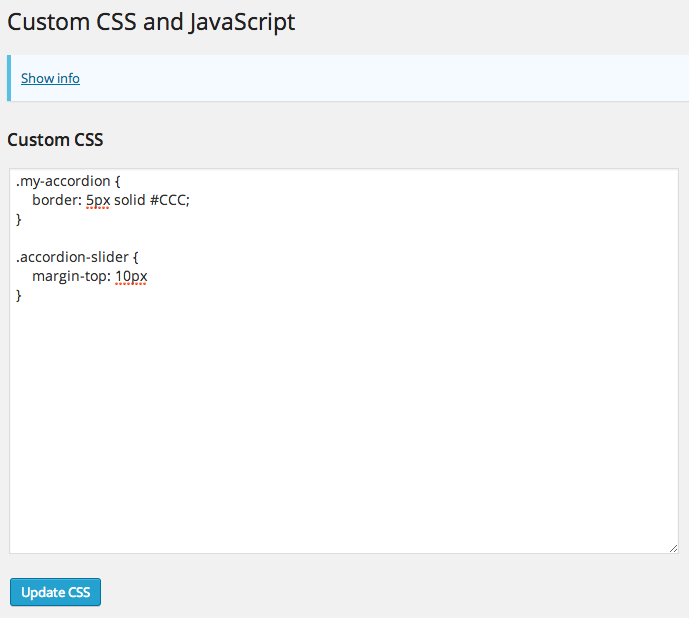 Custom CSS and JavaScript
Show info
Custom CSS
.my-accordion {
    border: 5px solid #CCC;
}

.accordion-slider {
    margin-top: 10px
}
Update CSS